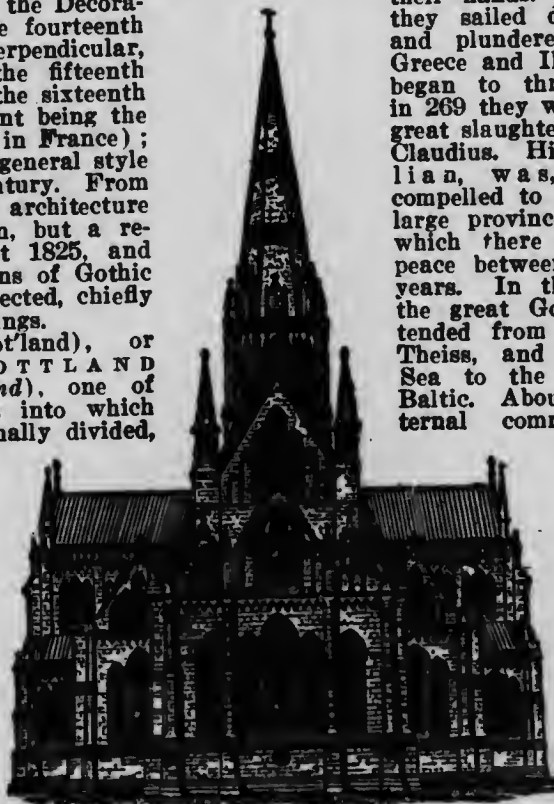 the Decora-
e fourteenth
erpendicular,
the fifteenth
the sixteenth
nt being the
in France);
general style
tury. From
architecture
n, but a re-
t 1825, and
ns of Gothic
ected, chiefly
ngs.
ot'land), or
OTTLAND
nd), one of
into which
nally divided,
they sailed
and plundere
Greece and Il
began to thr
in 269 they w
great slaughte
Claudius. Hi
lian, was,
compelled to
large provinc
which there
peace between
years. In th
the great Go
tended from
Theiss, and
Sea to the
Baltic. Abou
ternal comm